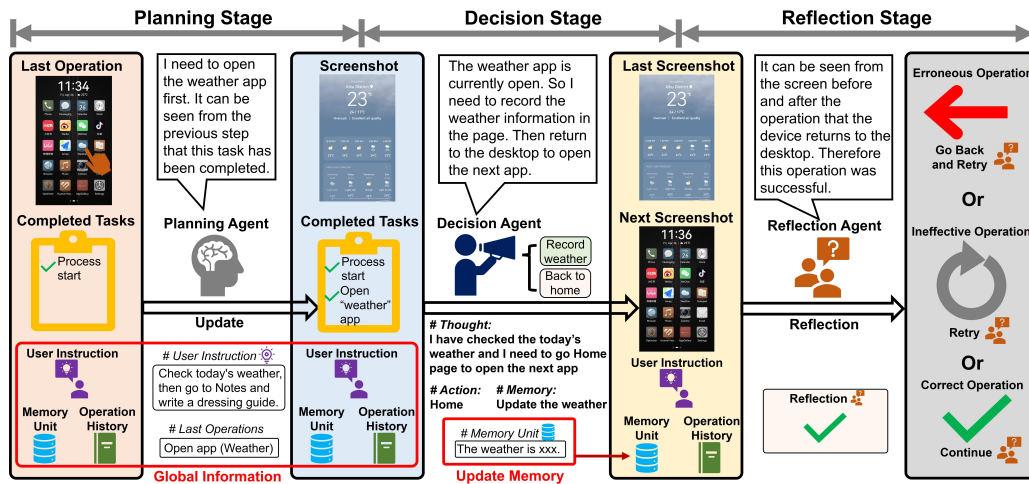 Planning Stage
Decision Stage
Reflection Stage
Last Operation
11:34
I need to open
the weather app
first. It can be
seen from the
previous step
that this task has
been completed.
Completed Tasks
Process
start
Planning Agent
Update
Screenshot
23°
Completed Tasks
Process
start
Open
“weather”
app
The weather app is
currently open. So I
need to record the
weather information in
the page. Then return
to the desktop to open
the next app.
Decision Agent
Record
weather
Back to
home
# Thought:
I have checked the today's
weather and I need to go Home
page to open the next app
# Action:
Home
# Memory:
Update the weather
Last Screenshot
23°
Next Screenshot
11:36
It can be seen from
the screen before
and after the
operation that the
device returns to the
desktop. Therefore
this operation was
successful.
Reflection Agent
Reflection
Erroneous Operation
Go Back
and Retry
Or
Ineffective Operation
Retry
Or
Correct Operation
Continue
User Instruction
Memory
Unit
Operation
History
# User Instruction
Check today's weather,
then go to Notes and
write a dressing guide.
# Last Operations
Open app (Weather)
Global Information
User Instruction
Memory
Unit
Operation
History
# Memory Unit
The weather is xxx.
Update Memory
User Instruction
Memory
Unit
Operation
History
Reflection